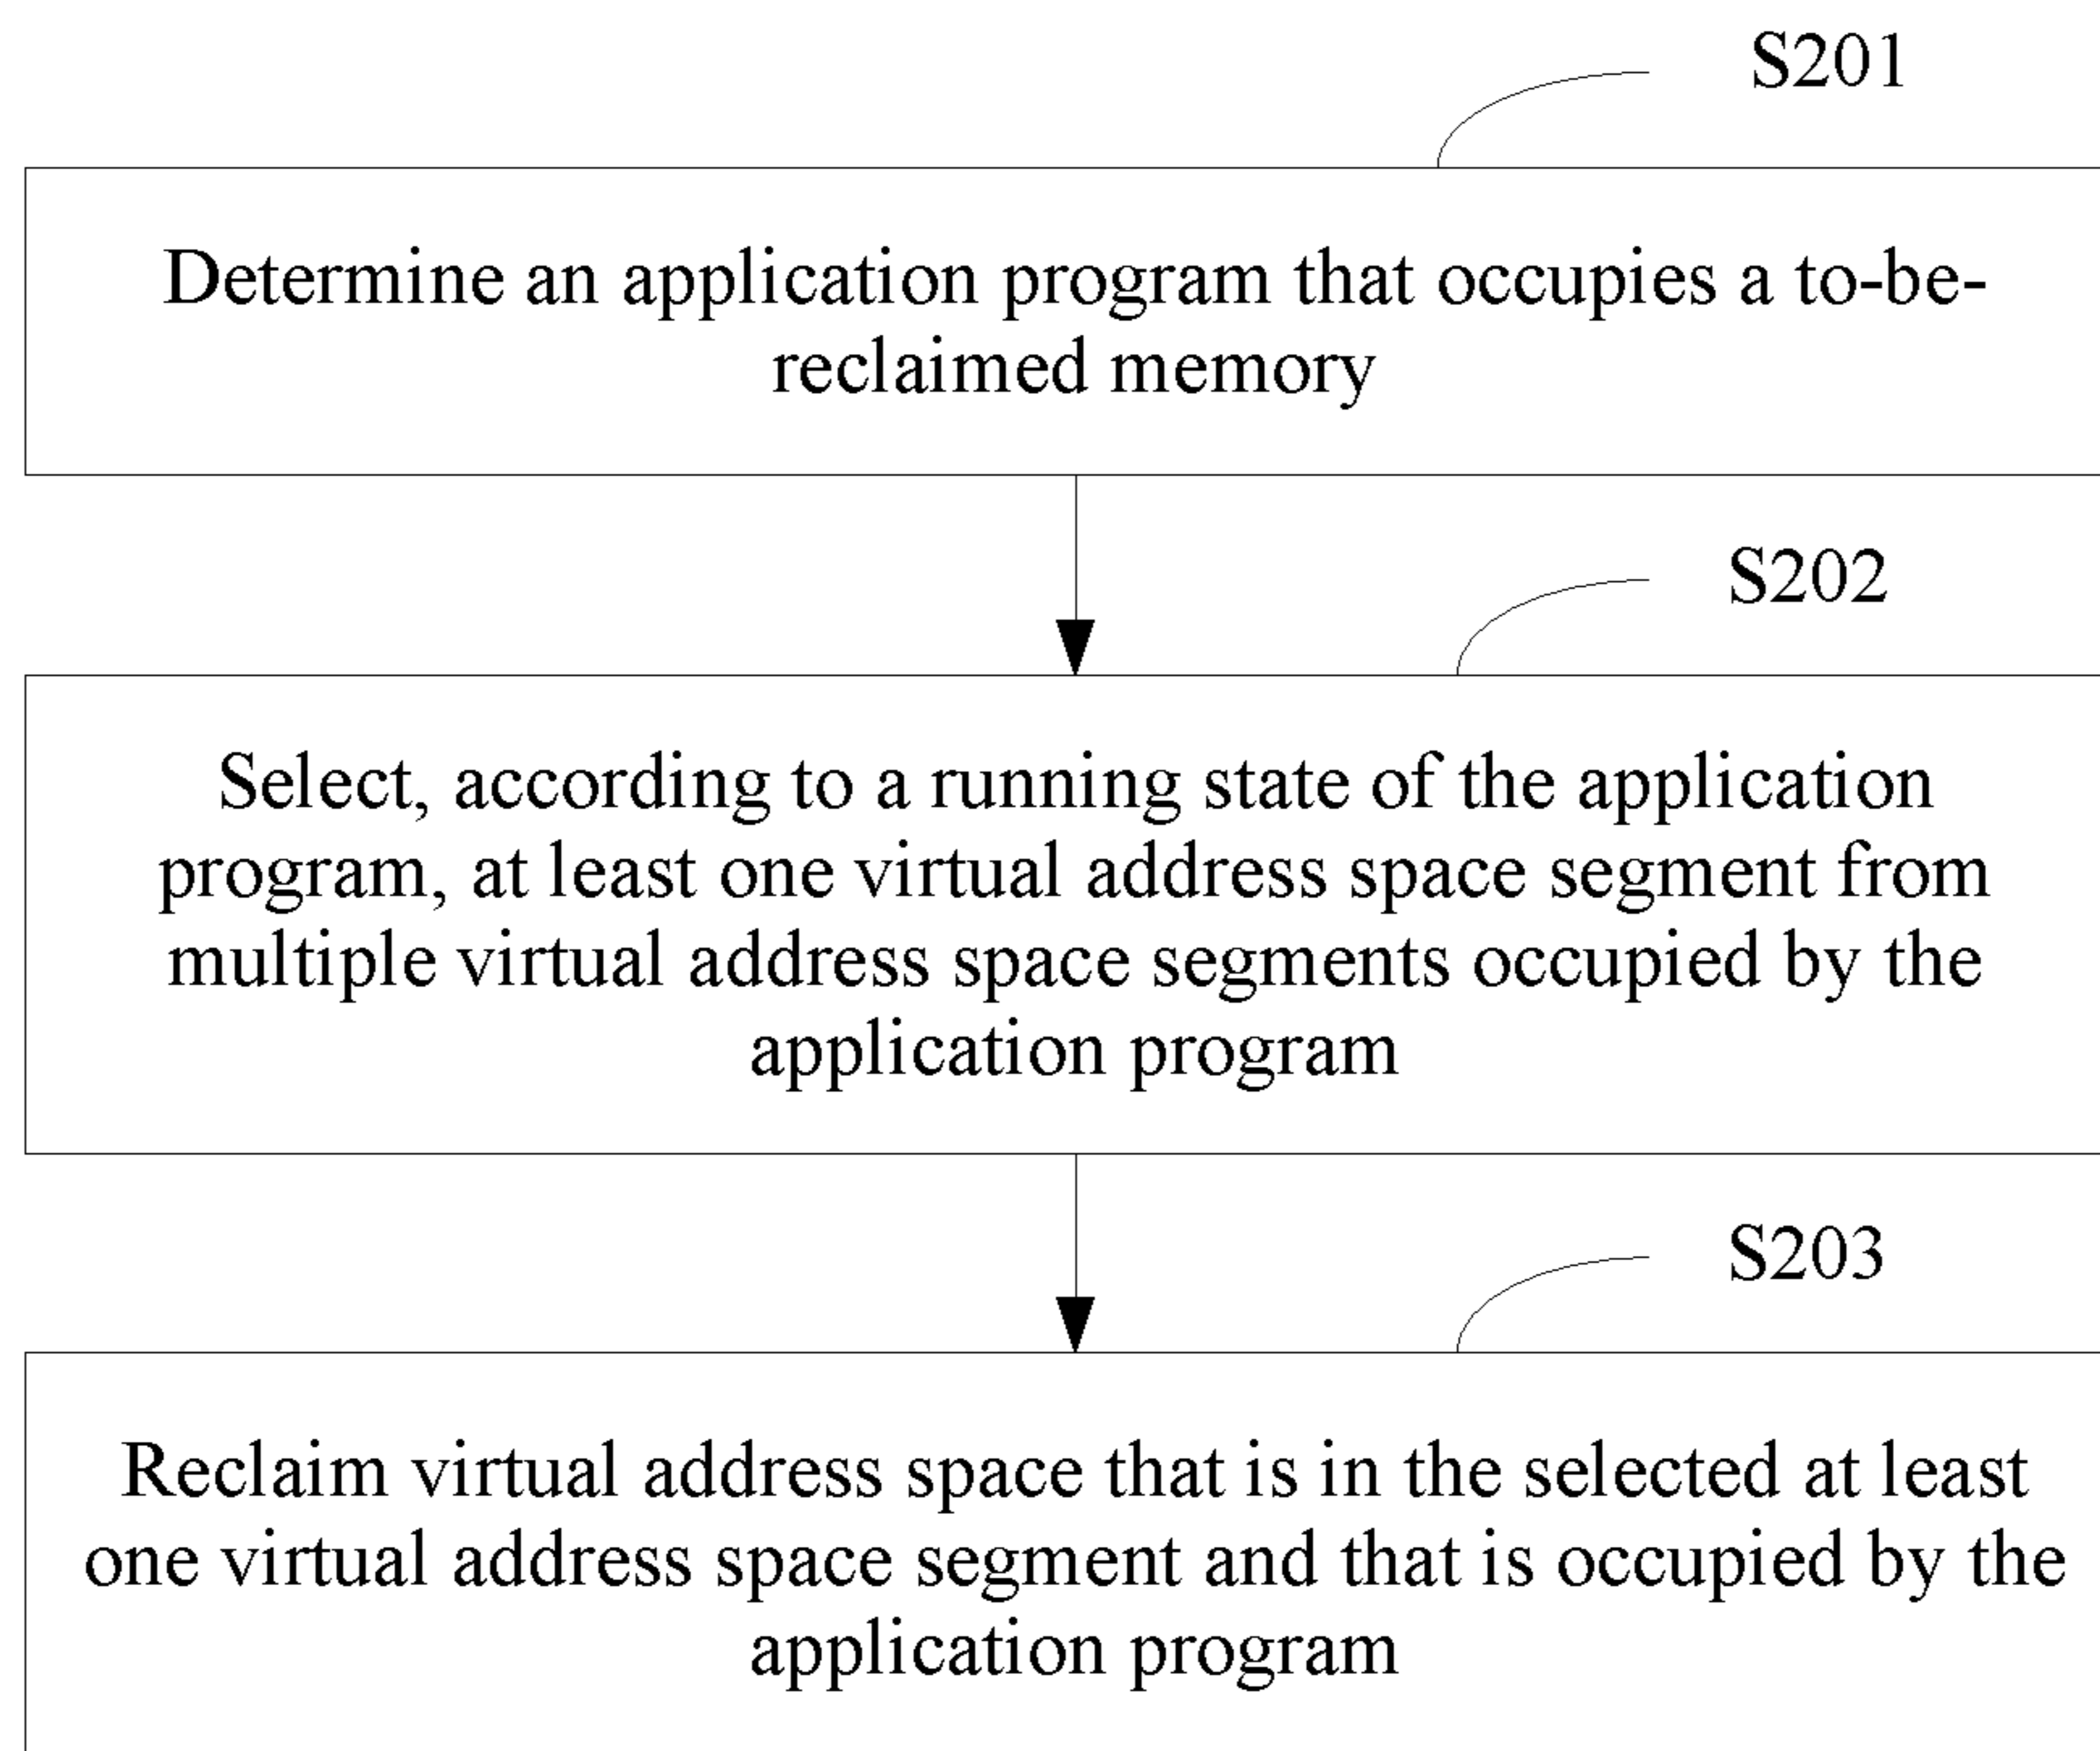 S201
Determine an application program that occupies a to-be-
reclaimed memory
S202
Select, according to a running state of the application
program, at least one virtual address space segment from
multiple virtual address space segments occupied by the
application program
S203
Reclaim virtual address space that is in the selected at least
one virtual address space segment and that is occupied by the
application program